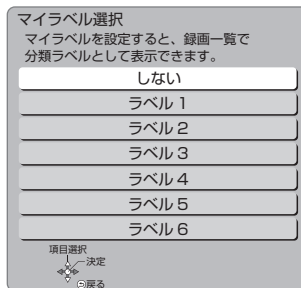 マイラベル選択
マイラベルを設定すると、録画一覧で
分類ラベルとして表示できます。
しない
ラベル 1
ラベル 2
ラベル 3
ラベル 4
ラベル 5
ラベル 6
項目選択
決定
戻る